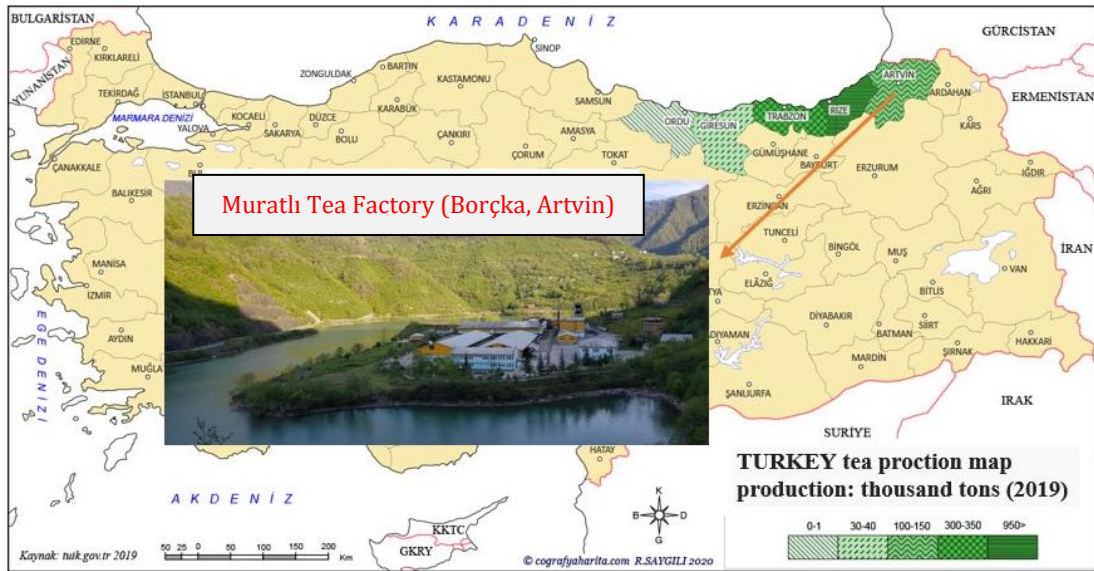 BULGARİSTAN
K A R A D E N İ Z
GÜRCİSTAN
YUNANİSTAN
EDİRNE
KIRKLARELİ
SİNOP
BARTIN
ZONGULDAK
KASTAMONU
ARTVİN
ARDAHAN
ERMENİSTAN
TEKİRDAĞ
İSTANBUL
KOCAELİ
DÜZCE
KARABÜK
SAMSUN
ORDU
GİRESUN
TRABZON
RİZE
KARS
MARMARA DENİZİ
YALOVA
SAKARYA
BOLU
ÇANKIRI
AMASYA
ÇORUM
TOKAT
GÜMÜŞHANE
BAYBURT
ERZURUM
IĞDIR
ÇANAKKALE
BALIKESİR
AĞRI
ERZİNCAN
Muratlı Tea Factory (Borçka, Artvin)
TUNCELİ
BİNGÖL
MUŞ
İRAN
MANİSA
İZMİR
ELÂZIĞ
VAN
BİTLİS
AYDIN
DİYABAKIR
BATMAN
SİİRT
HAKKARİ
EGE DENİZİ
MUĞL
DIYAMAN
MARDİN
ŞIRNAK
ŞANLIURFA
IRAK
SURİYE
HATAY
TURKEY tea proction map
production: thousand tons (2019)
A K D E N İ Z
K
B D
G
KKTC
GKRY
0-1 30-40 100-150 300-350 950>
Kaynak: tuik.gov.tr 2019
50 25 0 50 100 150 200
Km
© cografyaharita.com R.SAYGILI 2020